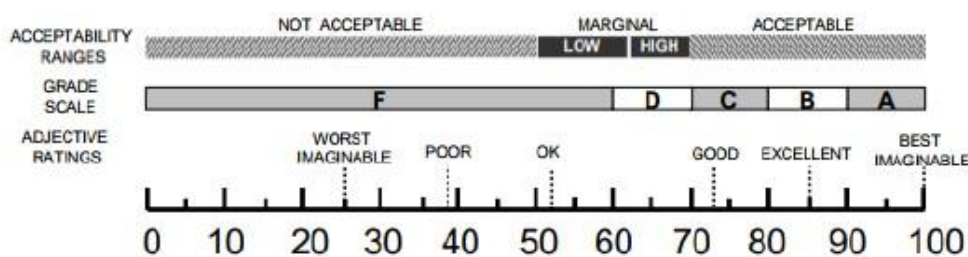 NOT ACCEPTABLE MARGINAL ACCEPTABLE
ACCEPTABILITY
RANGES
LOW HIGH
GRADE
SCALE
F D C B A
ADJECTIVE
RATINGS
WORST
IMAGINABLE
POOR OK GOOD EXCELLENT
BEST
IMAGINABLE
0 10 20 30 40 50 60 70 80 90 100